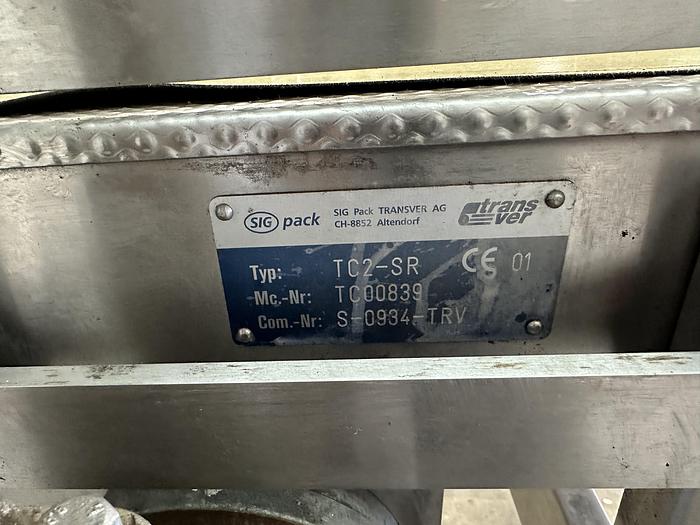 SIG pack SIG Pack TRANSVER AG trans
CH-8852 Altendorf ver
Typ: TC2-SR CE 01
Mc.-Nr: TC00839
Com.-Nr: S-0934-TRV